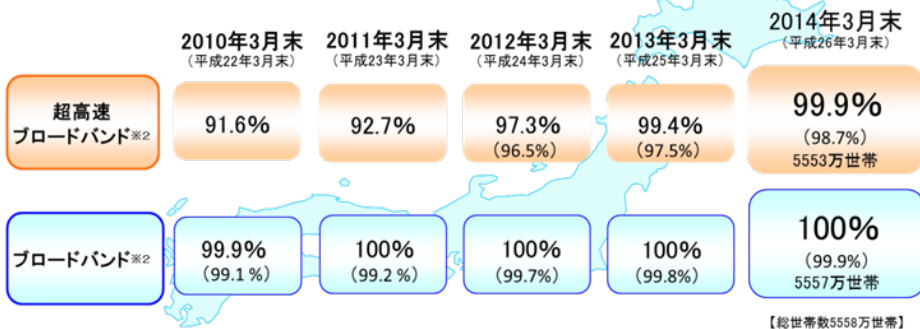 2010年3月末
（平成22年3月末）
2011年3月末
（平成23年3月末）
2012年3月末
（平成24年3月末）
2013年3月末
（平成25年3月末）
2014年3月末
（平成26年3月末）
超高速
ブロードバンド※2
91.6%
92.7%
97.3%
（96.5%）
99.4%
（97.5%）
99.9%
（98.7%）
5553万世帯
ブロードバンド※2
99.9%
（99.1％）
100%
（99.2％）
100%
（99.7%）
100%
（99.8%）
100%
（99.9%）
5557万世帯
【総世帯数5558万世帯】